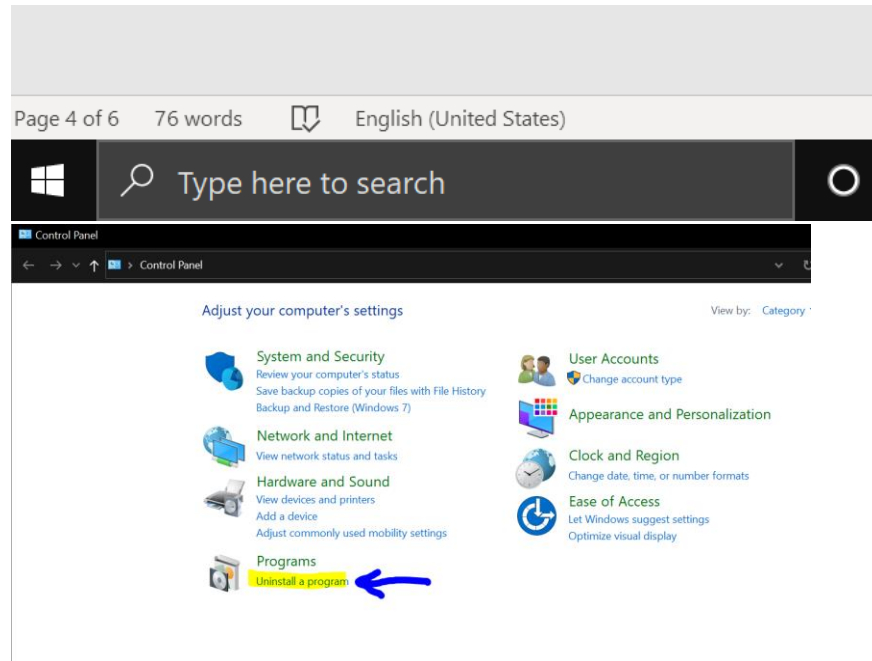 Page 4 of 6 76 words English (United States)
Type here to search
Control Panel
Control Panel
Adjust your computer's settings
View by: Category
System and Security
Review your computer's status
Save backup copies of your files with File History
Backup and Restore (Windows 7)
Network and Internet
View network status and tasks
Hardware and Sound
View devices and printers
Add a device
Adjust commonly used mobility settings
Programs
Uninstall a program
User Accounts
Change account type
Appearance and Personalization
Clock and Region
Change date, time, or number formats
Ease of Access
Let Windows suggest settings
Optimize visual display